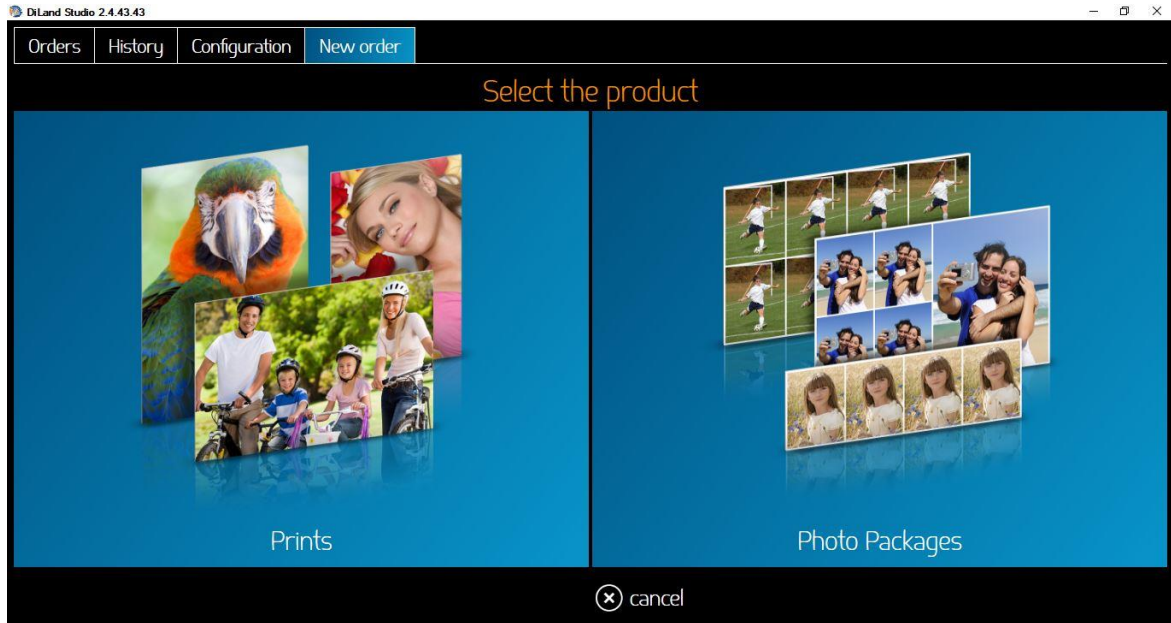 DiLand Studio 2.4.43.43
Orders History Configuration New order
Select the product
Prints Photo Packages
cancel